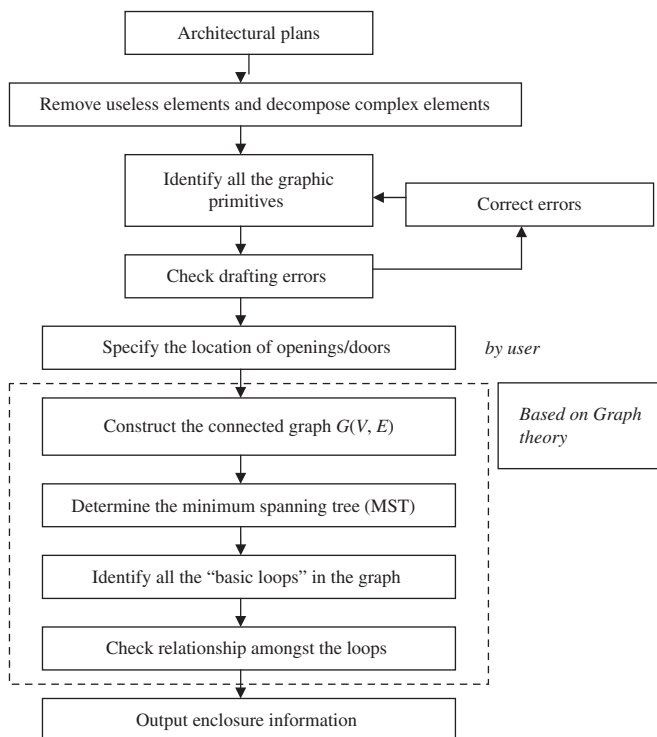 Architectural plans
Remove useless elements and decompose complex elements
Identify all the graphic
primitives
Correct errors
Check drafting errors
Specify the location of openings/doors
by user
Construct the connected graph G(V, E)
Based on Graph
theory
Determine the minimum spanning tree (MST)
Identify all the “basic loops” in the graph
Check relationship amongst the loops
Output enclosure information